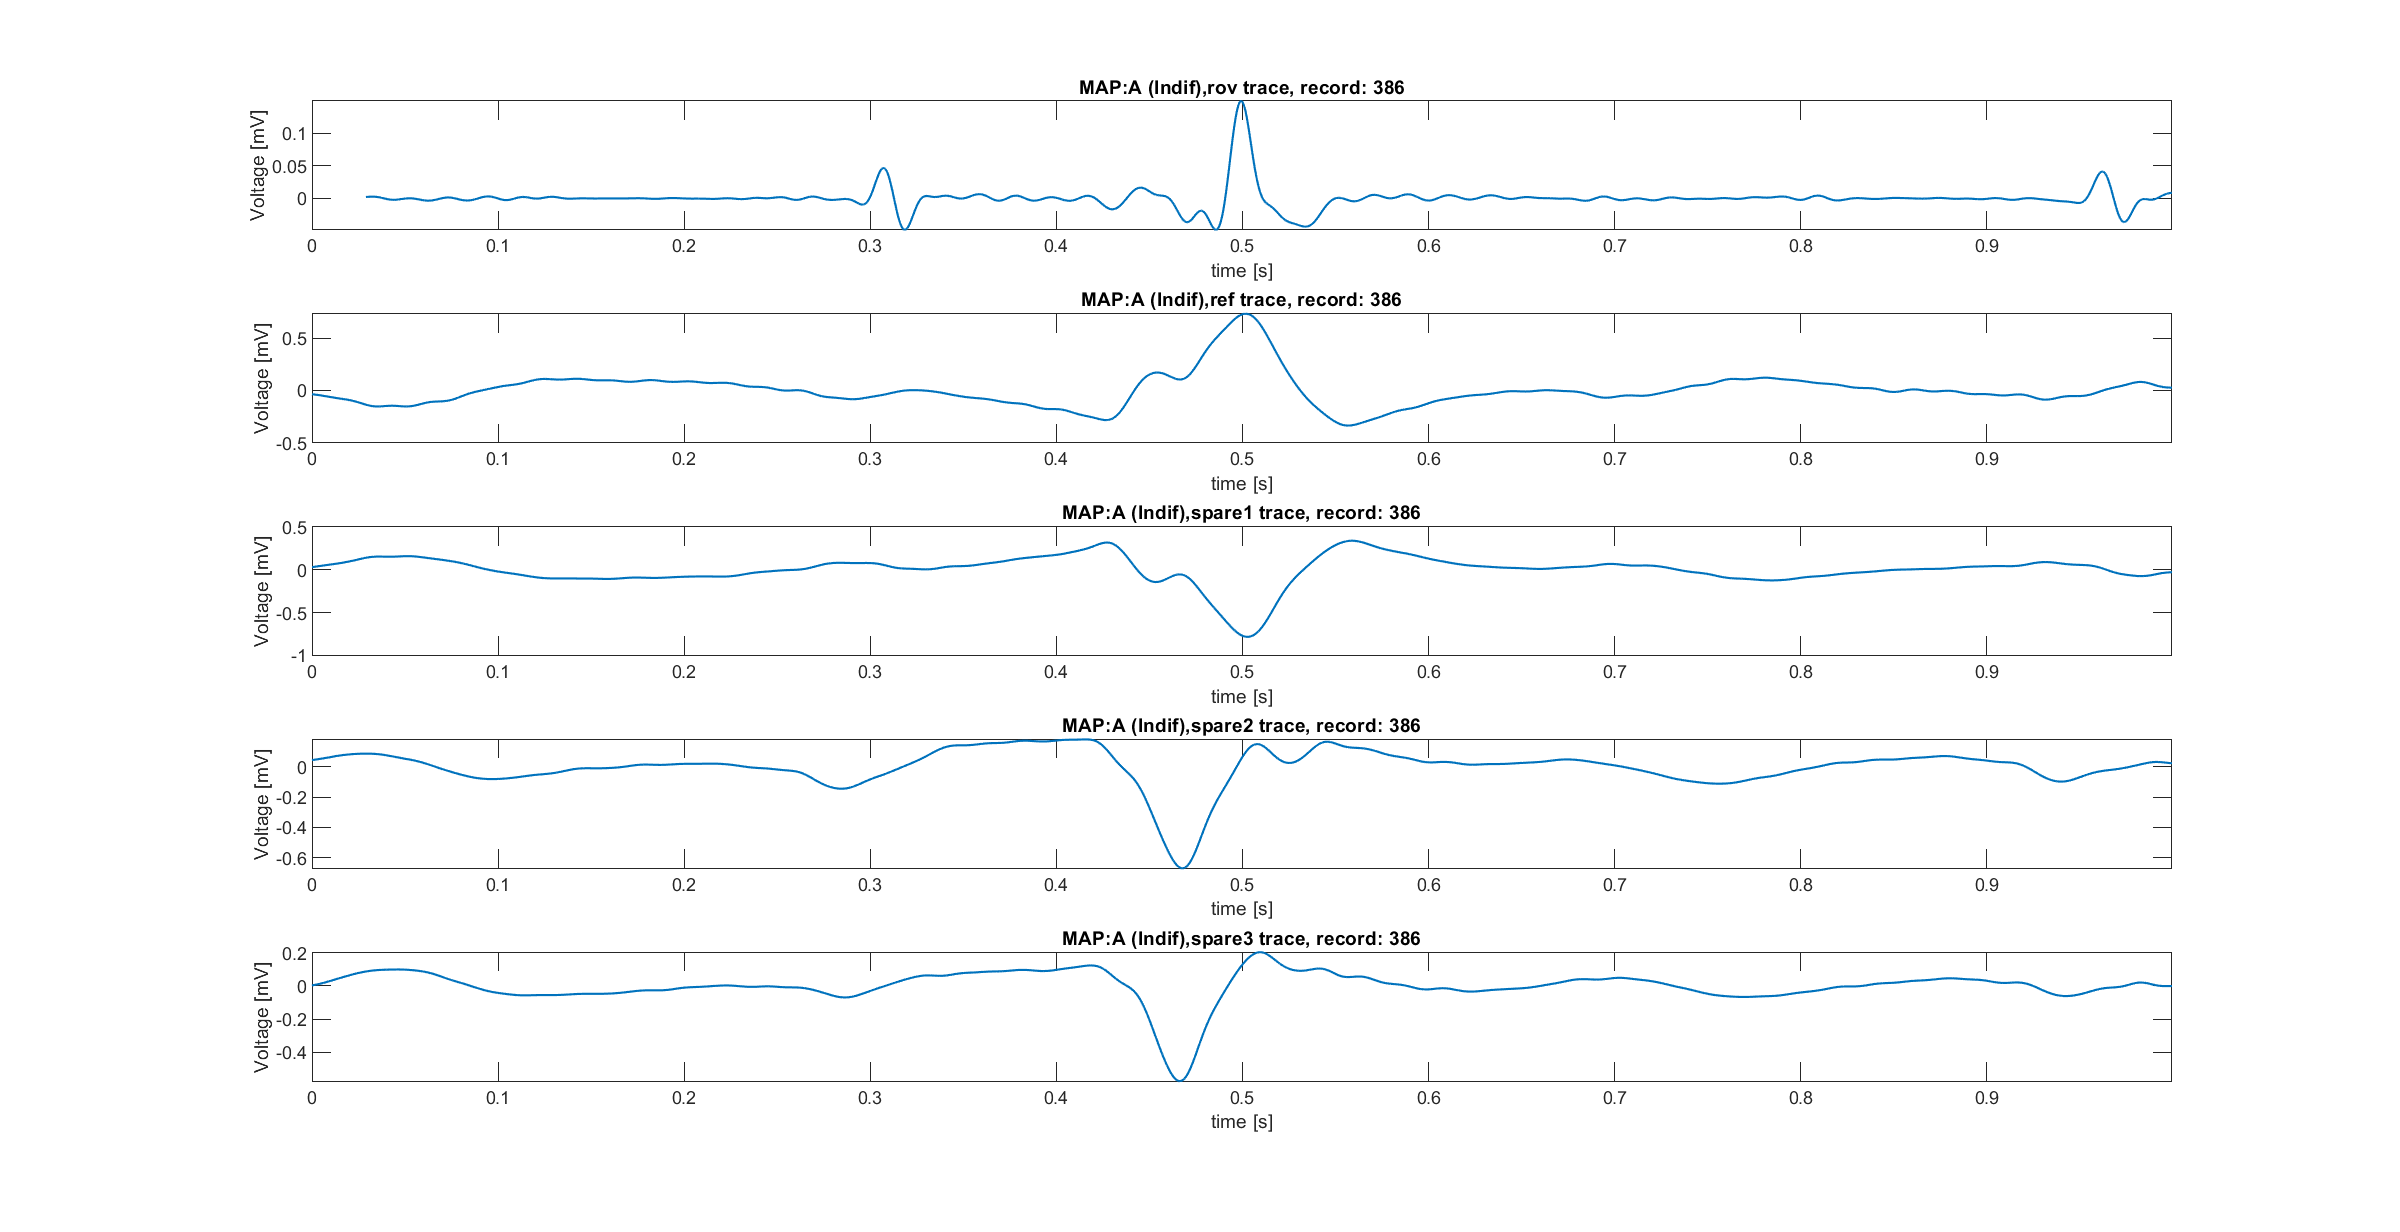 MAP:A (Indif),rov trace, record: 386
Voltage [mV]
0.1
0.05
0
0 0.1 0.2 0.3 0.4 0.5 0.6 0.7 0.8 0.9
time [s]
MAP:A (Indif),ref trace, record: 386
Voltage [mV]
0.5
0
-0.5
0 0.1 0.2 0.3 0.4 0.5 0.6 0.7 0.8 0.9
time [s]
MAP:A (Indif),spare1 trace, record: 386
Voltage [mV]
0.5
0
-0.5
-1
0 0.1 0.2 0.3 0.4 0.5 0.6 0.7 0.8 0.9
time [s]
MAP:A (Indif),spare2 trace, record: 386
Voltage [mV]
0
-0.2
-0.4
-0.6
0 0.1 0.2 0.3 0.4 0.5 0.6 0.7 0.8 0.9
time [s]
MAP:A (Indif),spare3 trace, record: 386
Voltage [mV]
0.2
0
-0.2
-0.4
0 0.1 0.2 0.3 0.4 0.5 0.6 0.7 0.8 0.9
time [s]